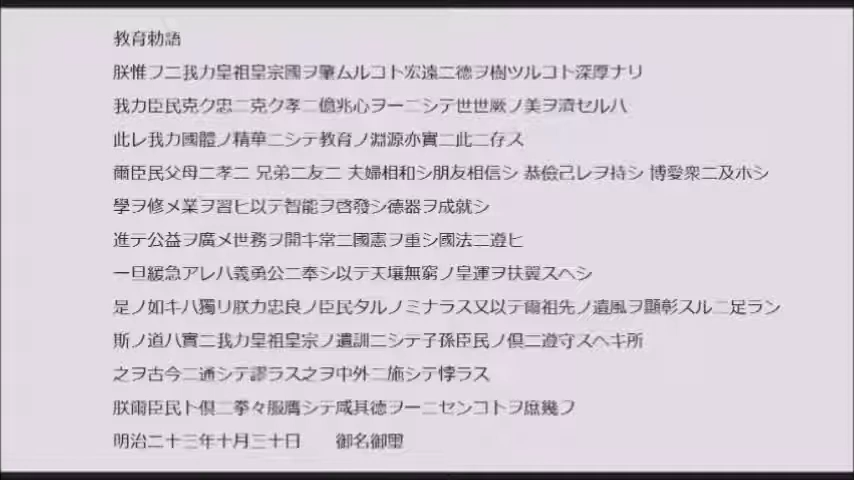 教育勅語
朕惟フニ我カ皇祖皇宗國ヲ肇ムルコト宏遠ニ德ヲ樹ツルコト深厚ナリ
我カ臣民克ク忠ニ克ク孝ニ億兆心ヲ一ニシテ世世厥ノ美ヲ濟セルハ
此レ我カ國體ノ精華ニシテ教育ノ淵源亦實ニ此ニ存ス
爾臣民父母ニ孝ニ 兄弟ニ友ニ 夫婦相和シ朋友相信シ 恭儉己レヲ持シ 博愛衆ニ及ホシ
學ヲ修メ業ヲ習ヒ以テ智能ヲ啓發シ德器ヲ成就シ
進テ公益ヲ廣メ世務ヲ開キ常ニ國憲ヲ重シ國法ニ遵ヒ
一旦緩急アレハ義勇公ニ奉シ以テ天壤無窮ノ皇運ヲ扶翼スヘシ
是ノ如キハ獨リ朕カ忠良ノ臣民タルノミナラス又以テ爾祖先ノ遺風ヲ顯彰スルニ足ラン
斯ノ道ハ實ニ我カ皇祖皇宗ノ遺訓ニシテ子孫臣民ノ倶ニ遵守スヘキ所
之ヲ古今ニ通シテ謬ラス之ヲ中外ニ施シテ悖ラス
朕爾臣民ト倶ニ拳々服膺シテ咸其德ヲ一ニセンコトヲ庶幾フ
明治二十三年十月三十日　　御名御璽